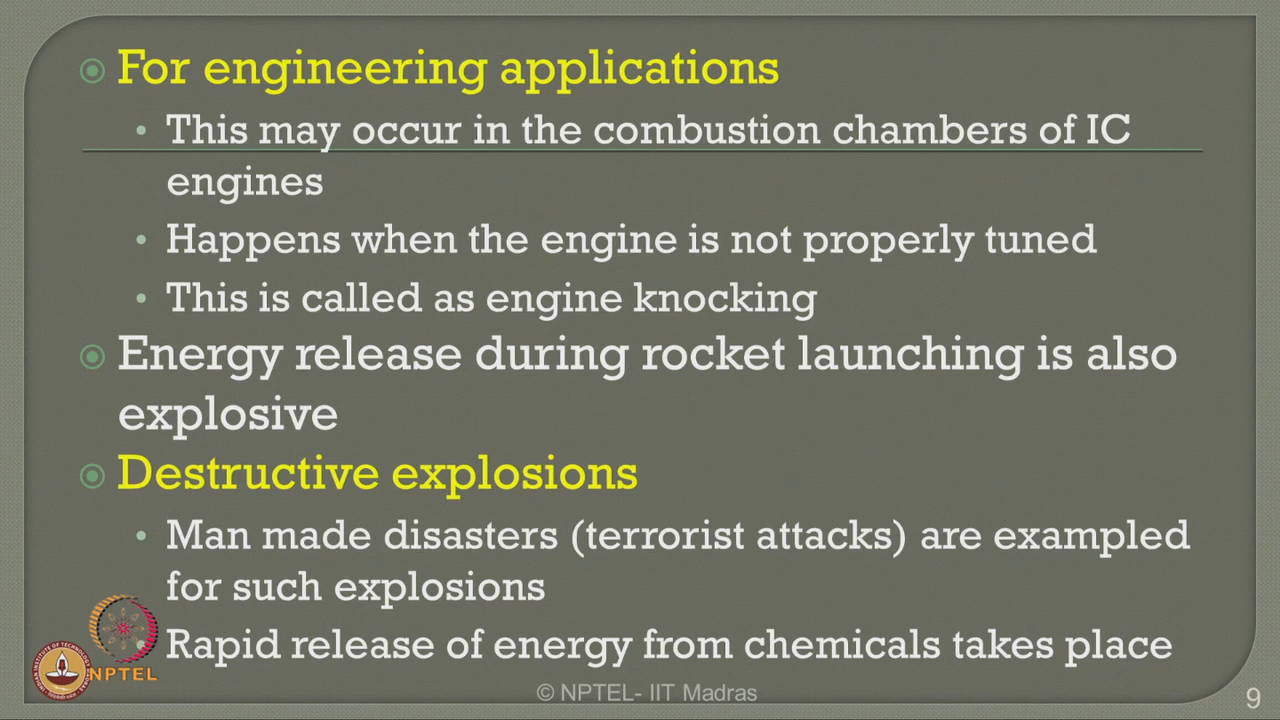 For engineering applications
This may occur in the combustion chambers of IC
engines
Happens when the engine is not properly tuned
This is called as engine knocking
Energy release during rocket launching is also
explosive
Destructive explosions
Man made disasters (terrorist attacks) are exampled
for such explosions
Rapid release of energy from chemicals takes place
NPTEL
© NPTEL- IIT Madras
9